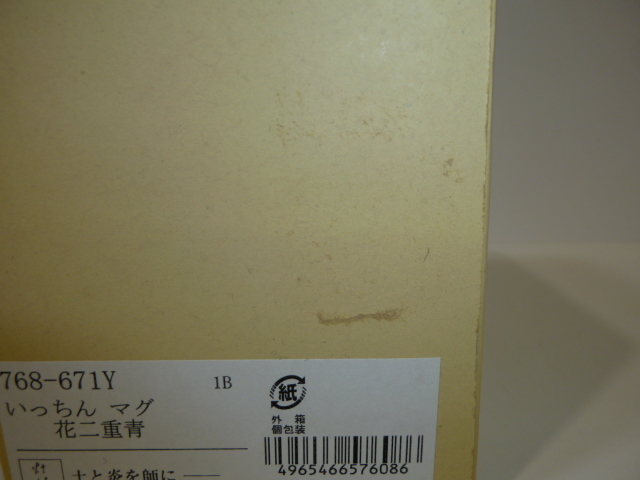 768-671Y 1B
いっちん マグ
花二重青
紙
外 箱
個包装
4965466576086
土と炎を師に──